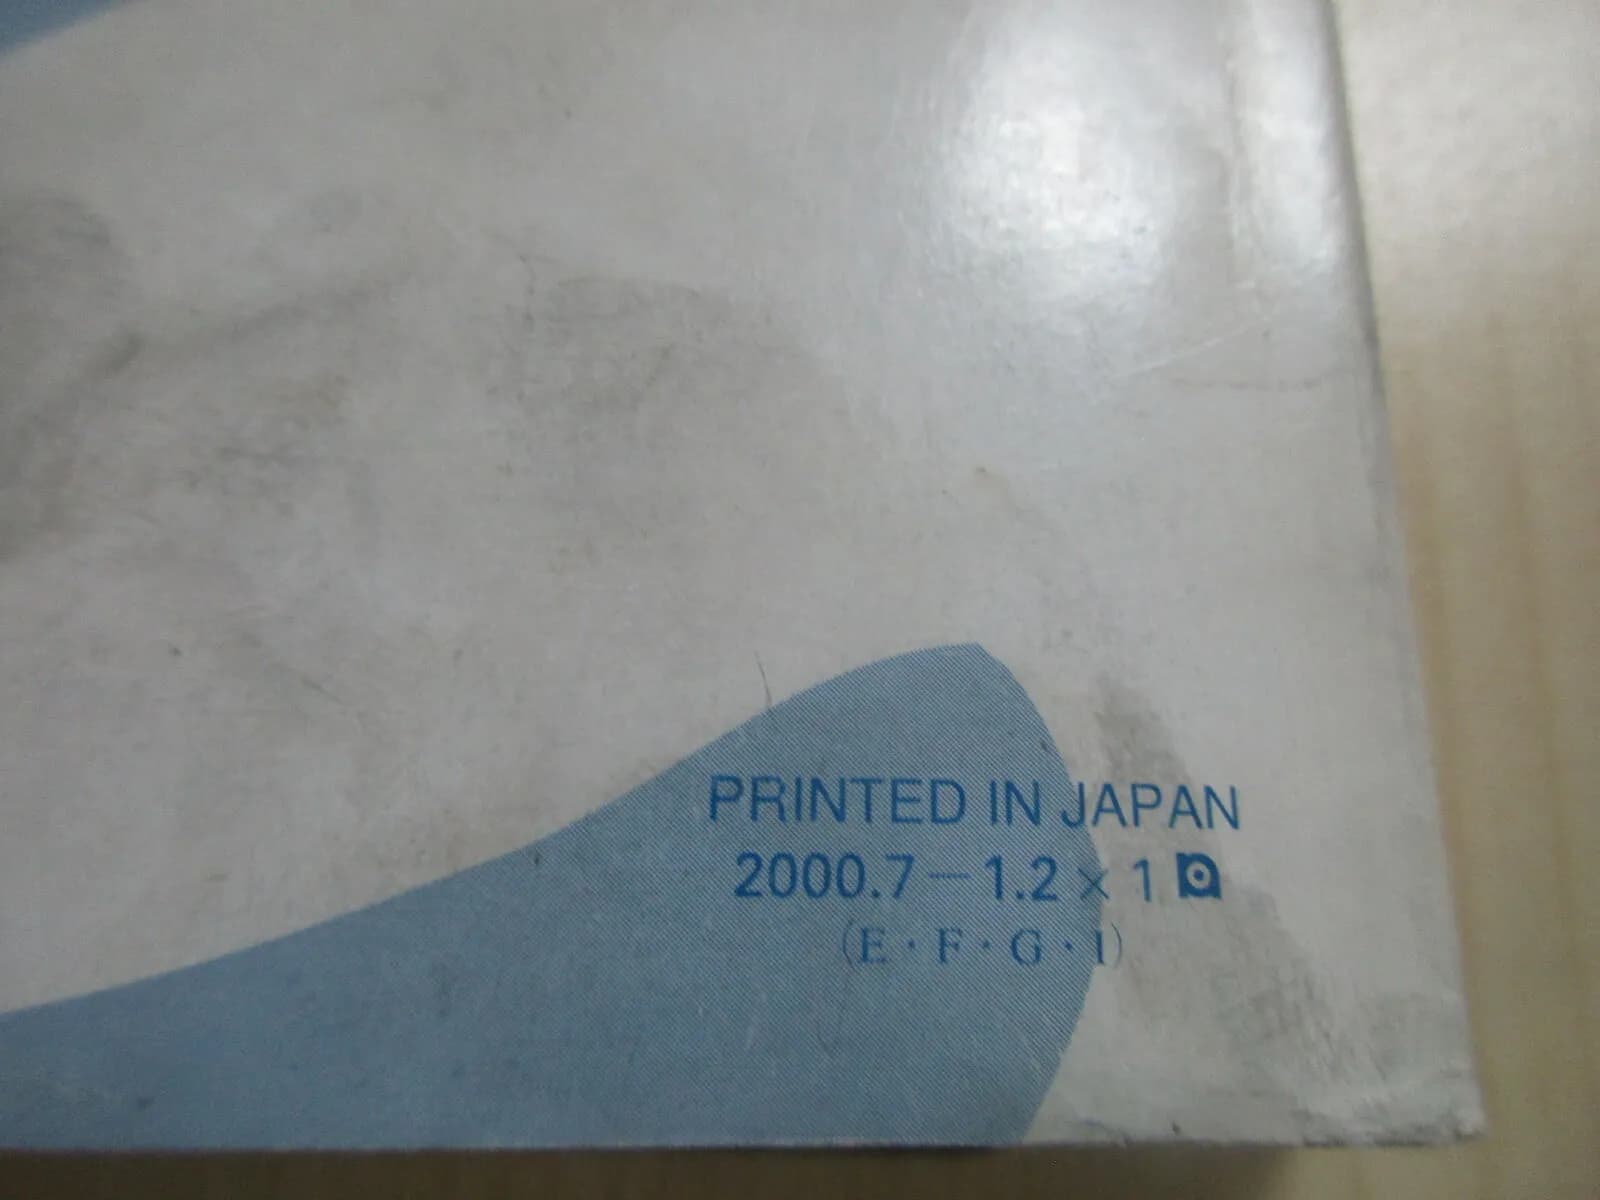 PRINTED IN JAPAN
2000.7－1.2×1
(E・F・G・I)